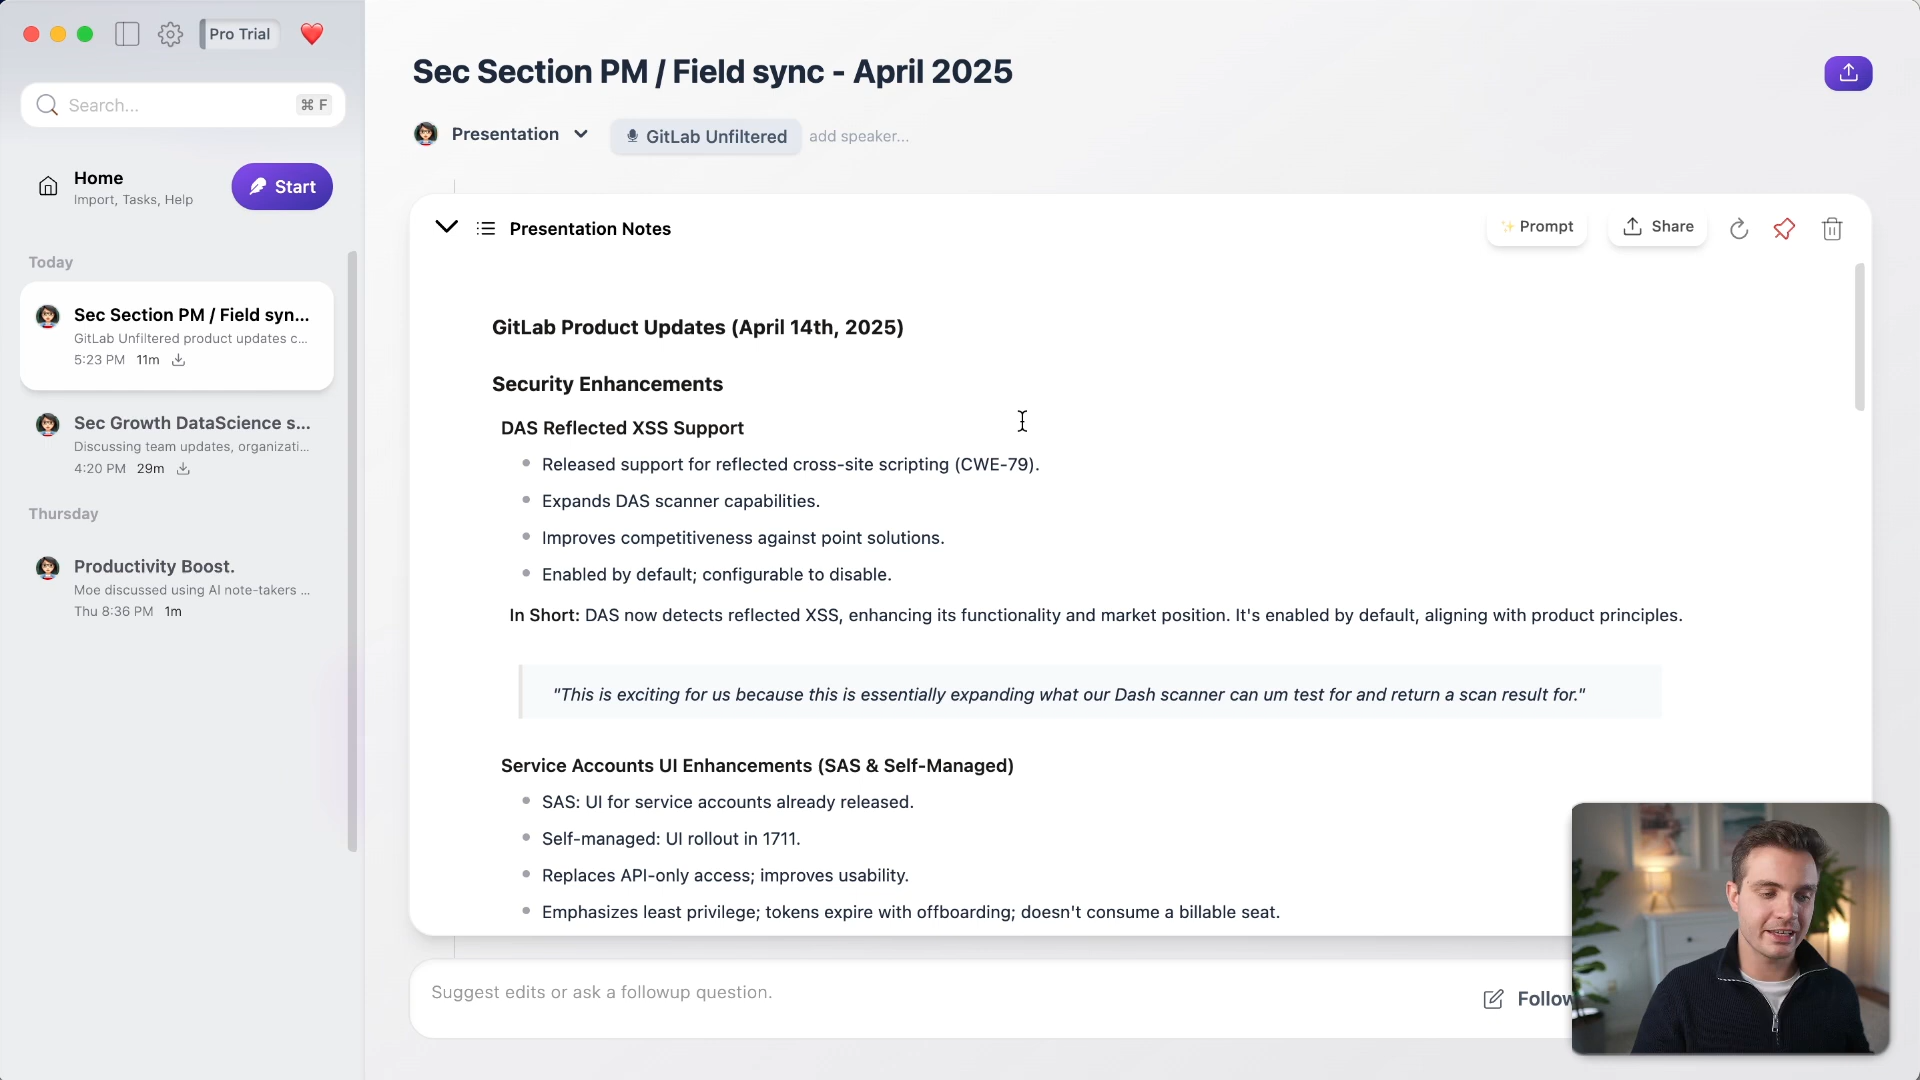 Pro Trial
Search...
⌘ F
Home
Import, Tasks, Help
Start
Today
Sec Section PM / Field syn...
GitLab Unfiltered product updates c...
5:23 PM 11m
Sec Growth DataScience s...
Discussing team updates, organizati...
4:20 PM 29m
Thursday
Productivity Boost.
Moe discussed using AI note-takers ...
Thu 8:36 PM 1m
Sec Section PM / Field sync - April 2025
Presentation
GitLab Unfiltered
add speaker...
Presentation Notes
Prompt
Share
GitLab Product Updates (April 14th, 2025)
Security Enhancements
DAS Reflected XSS Support
Released support for reflected cross-site scripting (CWE-79).
Expands DAS scanner capabilities.
Improves competitiveness against point solutions.
Enabled by default; configurable to disable.
In Short: DAS now detects reflected XSS, enhancing its functionality and market position. It's enabled by default, aligning with product principles.
"This is exciting for us because this is essentially expanding what our Dash scanner can um test for and return a scan result for."
Service Accounts UI Enhancements (SAS & Self-Managed)
SAS: UI for service accounts already released.
Self-managed: UI rollout in 1711.
Replaces API-only access; improves usability.
Emphasizes least privilege; tokens expire with offboarding; doesn't consume a billable seat.
Suggest edits or ask a followup question.
Follow